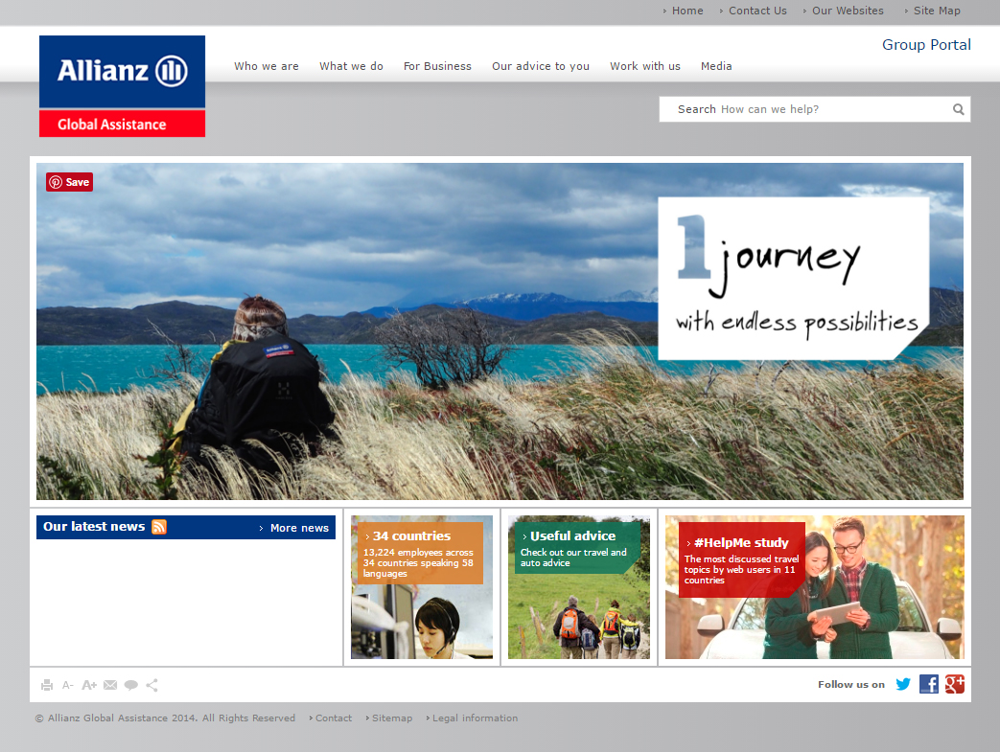 Home
Contact Us
Our Websites
Site Map
Group Portal
Allianz
Global Assistance
Who we are
What we do
For Business
Our advice to you
Work with us
Media
Search How can we help?
Save
1 journey
with endless possibilities
Our latest news
More news
34 countries
13,224 employees across
34 countries speaking 58
languages
Useful advice
Check out our travel and
auto advice
#HelpMe study
The most discussed travel
topics by web users in 11
countries
A-
A+
Follow us on
© Allianz Global Assistance 2014. All Rights Reserved
Contact
Sitemap
Legal information